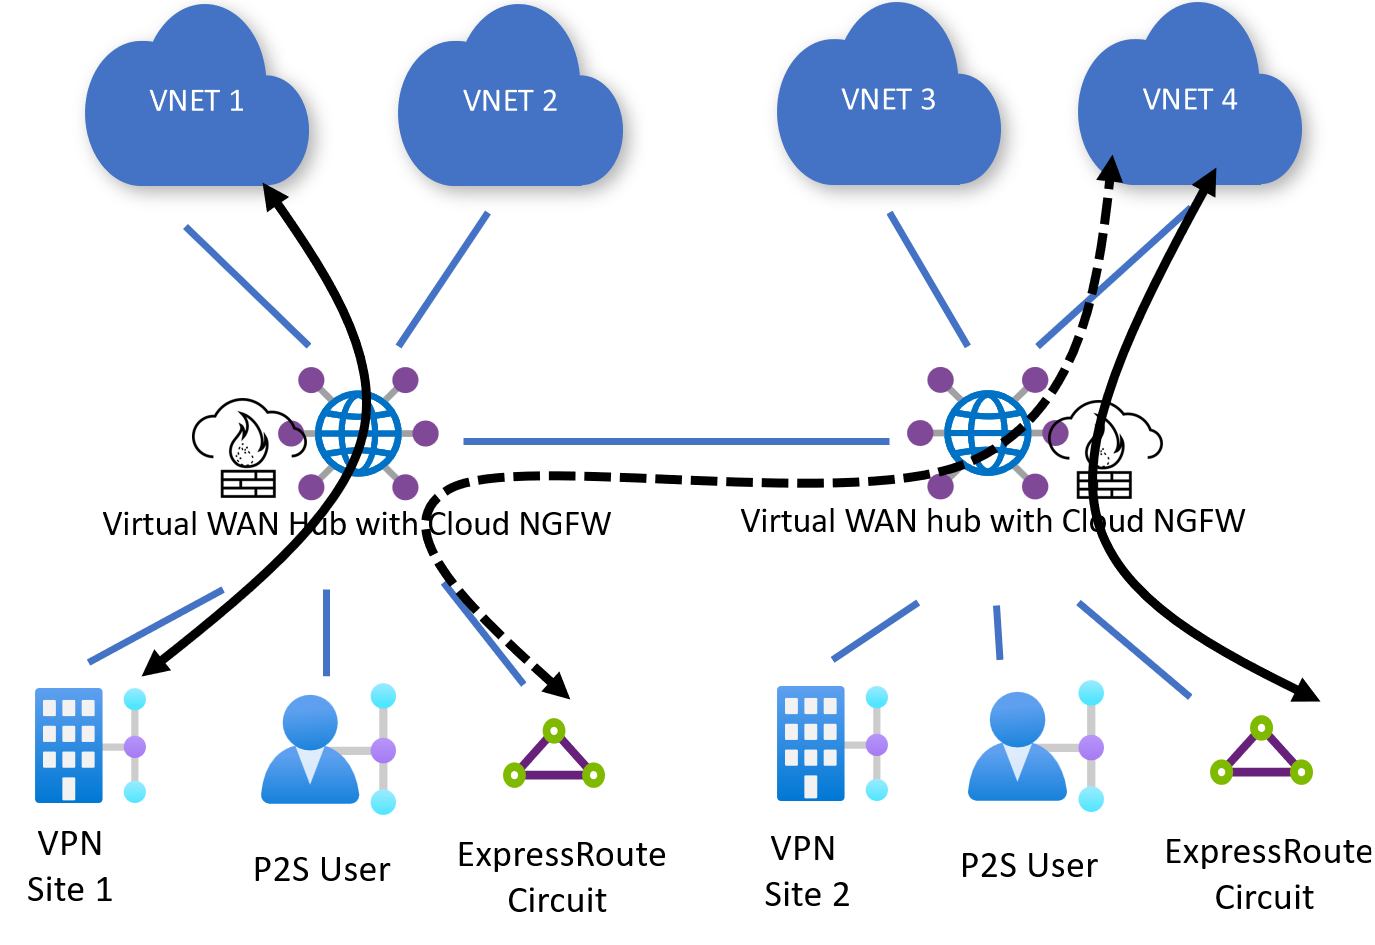 VNET 1
VNET 2
VNET 3
VNET 4
Virtual WAN Hub with Cloud NGFW
Virtual WAN hub with Cloud NGFW
VPN
Site 1
P2S User
ExpressRoute
Circuit
VPN
Site 2
P2S User
ExpressRoute
Circuit